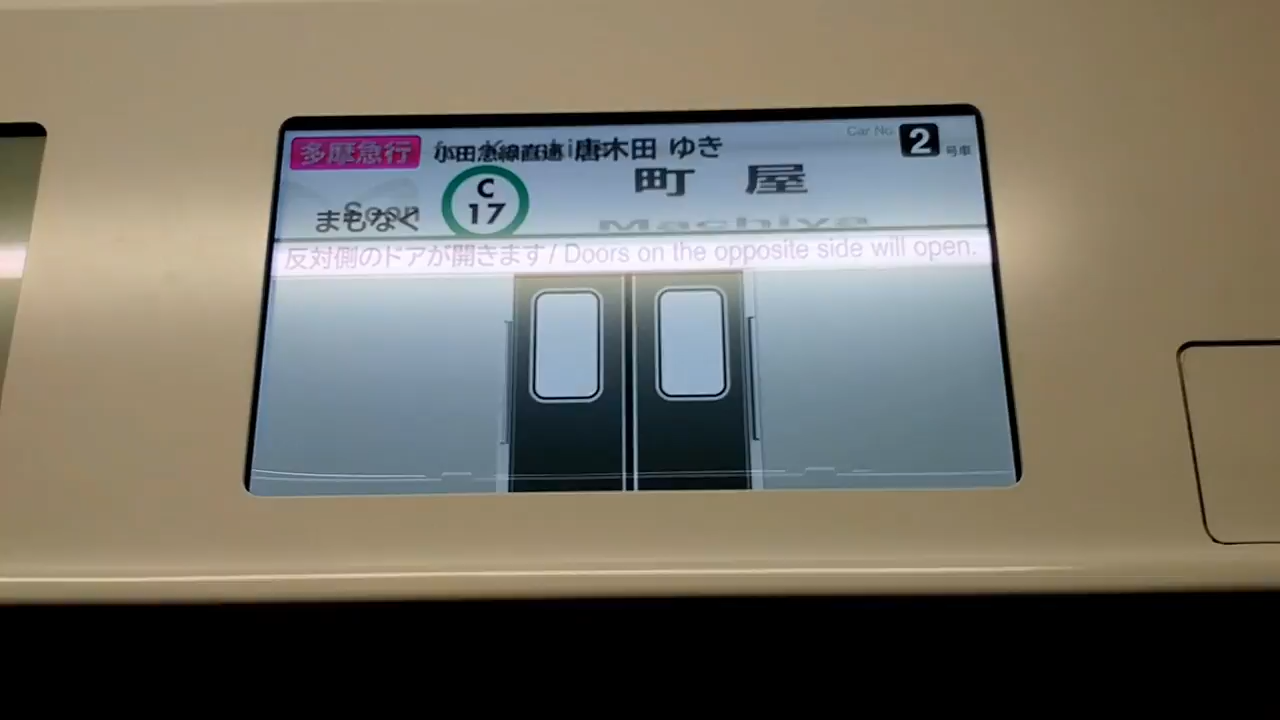 多摩急行 小田急線直通 唐木田 ゆき Car No. 2 号車
まもなく Soon C 17 町屋
Machiya
反対側のドアが開きます / Doors on the opposite side will open.